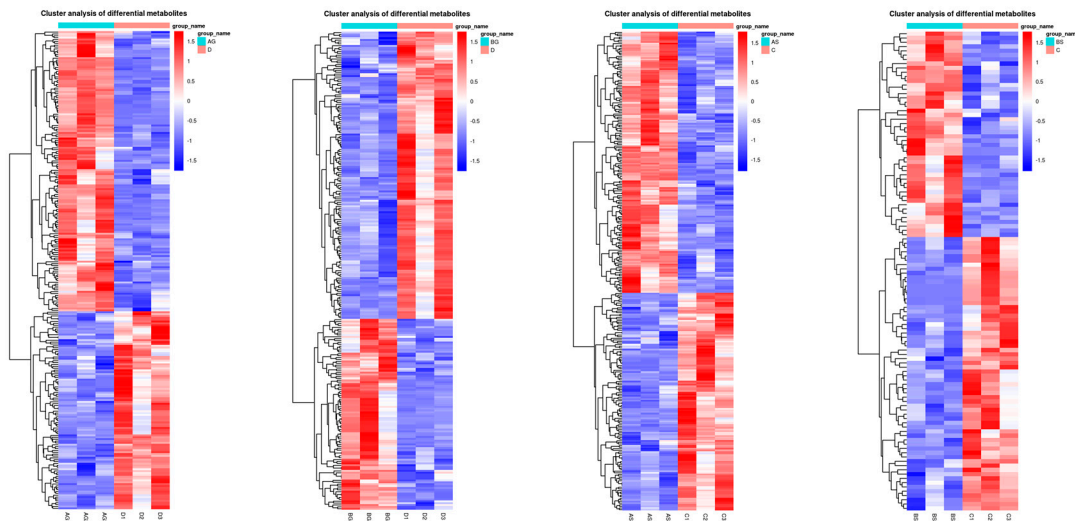 Cluster analysis of differential metabolites
group_name
group_name
AG
D
1.5
1
0.5
0
-0.5
-1
-1.5
AG
AG
AG
D1
D2
D3
Cluster analysis of differential metabolites
group_name
group_name
BG
D
1.5
1
0.5
0
-0.5
-1
-1.5
BG
BG
BG
D1
D2
D3
Cluster analysis of differential metabolites
group_name
group_name
AS
C
1.5
1
0.5
0
-0.5
-1
-1.5
AS
AS
AS
C1
C2
C3
Cluster analysis of differential metabolites
group_name
group_name
BS
C
1.5
1
0.5
0
-0.5
-1
-1.5
BS
BS
BS
C1
C2
C3